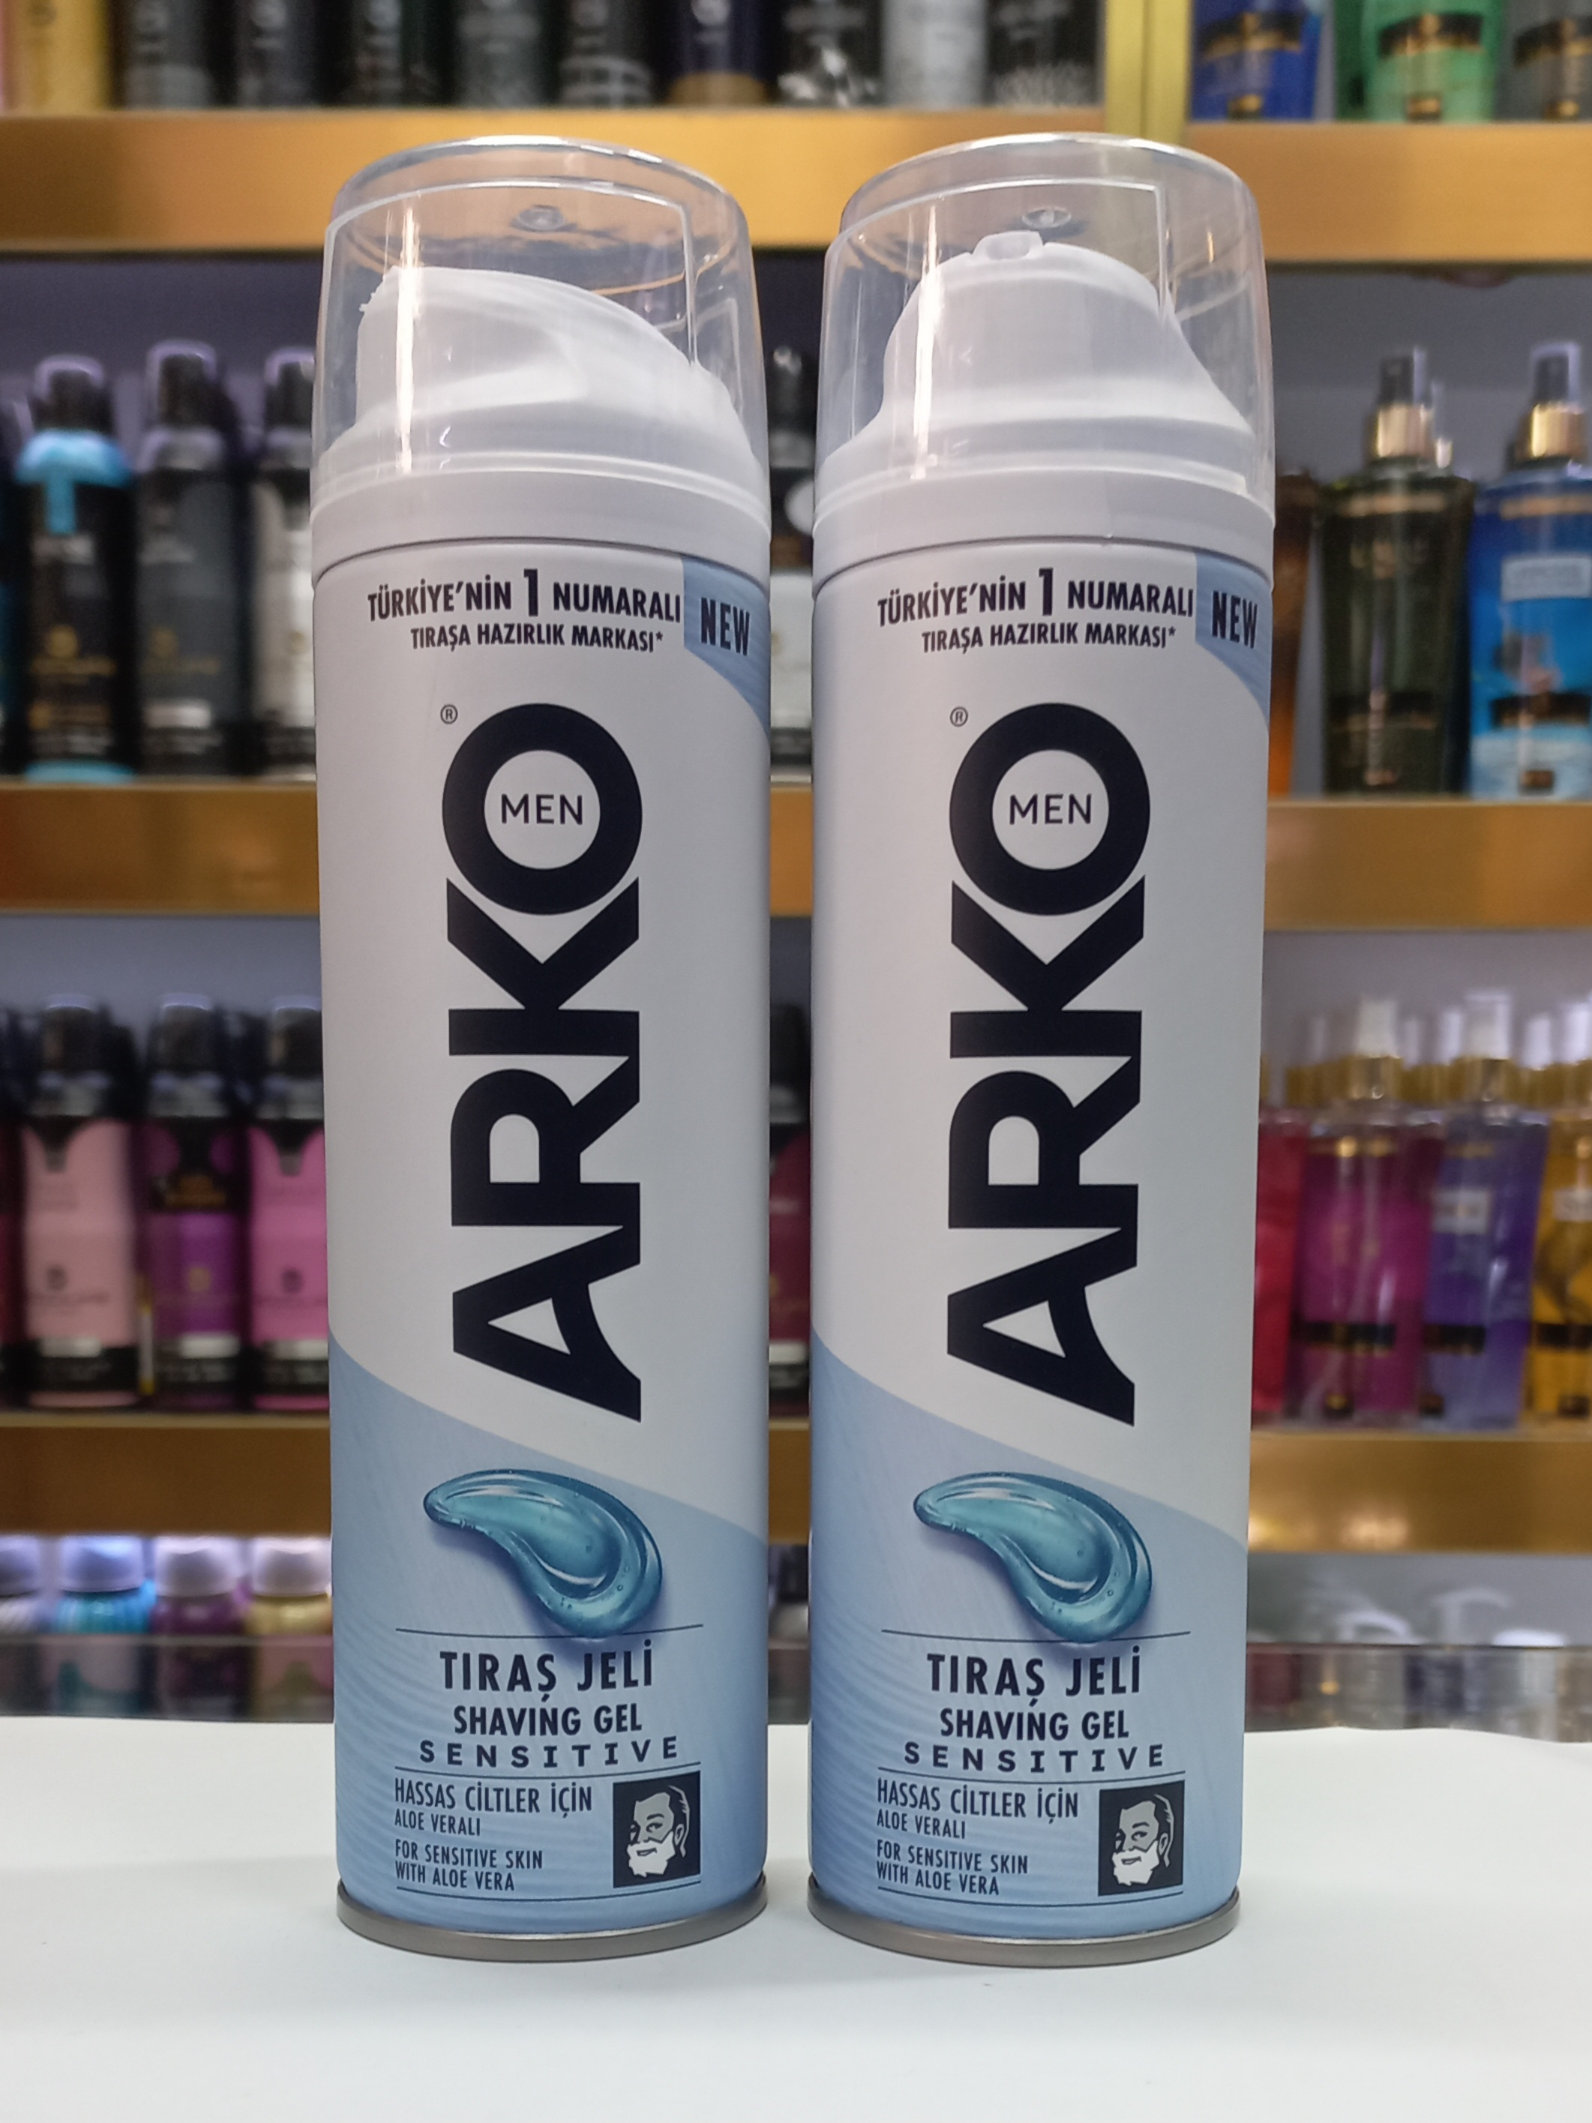 TÜRKİYE'NİN 1 NUMARALI
TIRAŞA HAZIRLIK MARKASI*
NEW
®
ARKO
MEN
TIRAŞ JELİ
SHAVING GEL
SENSITIVE
HASSAS CİLTLER İÇİN
ALOE VERALI
FOR SENSITIVE SKIN
WITH ALOE VERA
TÜRKİYE'NİN 1 NUMARALI
TIRAŞA HAZIRLIK MARKASI*
NEW
®
ARKO
MEN
TIRAŞ JELİ
SHAVING GEL
SENSITIVE
HASSAS CİLTLER İÇİN
ALOE VERALI
FOR SENSITIVE SKIN
WITH ALOE VERA